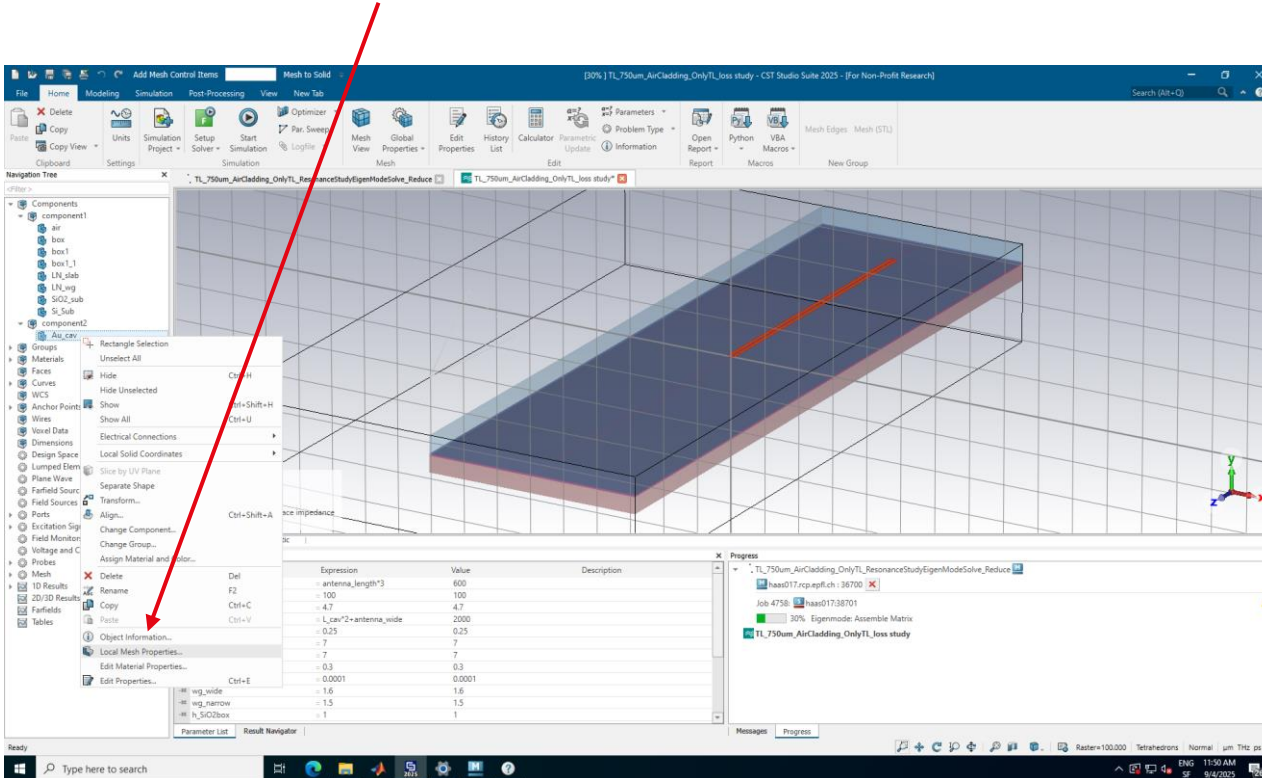 Add Mesh Control Items Mesh to Solid
[30% ] TL_750um_AirCladding_OnlyTL_loss study - CST Studio Suite 2025 - [For Non-Profit Research]
File Home Modeling Simulation Post-Processing View New Tab
Search (Alt+Q)
Paste
Delete
Copy
Copy View
Clipboard
Units
Settings
Simulation Project
Setup Solver
Start Simulation
Optimizer
Par. Sweep
Logfile
Simulation
Mesh View
Global Properties
Mesh
Edit Properties
History List
Calculator
Parametric Update
Parameters
Problem Type
Information
Edit
Open Report
Report
Python
VBA Macros
Macros
Mesh Edges Mesh (STL)
New Group
Navigation Tree
<Filter>
Components
component1
air
box
box1
box1_1
LN_slab
LN_wg
SiO2_sub
Si_Sub
component2
Au_cav
Groups
Materials
Faces
Curves
WCS
Anchor Points
Wires
Voxel Data
Dimensions
Design Space
Lumped Elem
Plane Wave
Farfield Sourc
Field Sources
Ports
Excitation Sig
Field Monitor
Voltage and C
Probes
Mesh
1D Results
2D/3D Results
Farfields
Tables
TL_750um_AirCladding_OnlyTL_ResonanceStudyEigenModeSolve_Reduce
TL_750um_AirCladding_OnlyTL_loss study*
Rectangle Selection
Unselect All
Hide Ctrl+H
Hide Unselected
Show Ctrl+Shift+H
Show All Ctrl+U
Electrical Connections
Local Solid Coordinates
Slice by UV Plane
Separate Shape
Transform...
Align... Ctrl+Shift+A
Change Component...
Change Group...
Assign Material and Color...
Delete Del
Rename F2
Copy Ctrl+C
Paste Ctrl+V
Object Information...
Local Mesh Properties...
Edit Material Properties...
Edit Properties... Ctrl+E
ace impedance
y
z
x
Expression Value Description
= antenna_length*3 600
= 100 100
= 4.7 4.7
= L_cav*2+antenna_wide 2000
= 0.25 0.25
= 7 7
= 7 7
= 0.3 0.3
= 0.0001 0.0001
wg_wide = 1.6 1.6
wg_narrow = 1.5 1.5
h_SiO2box = 1 1
Parameter List Result Navigator
Progress
TL_750um_AirCladding_OnlyTL_ResonanceStudyEigenModeSolve_Reduce
haas017.rcp.epfl.ch : 36700
Job 4758: haas017:38701
30% Eigenmode: Assemble Matrix
TL_750um_AirCladding_OnlyTL_loss study
Messages Progress
Ready
Raster=100.000 Tetrahedrons Normal μm THz ps
Type here to search
ENG
SF
11:50 AM
9/4/2025